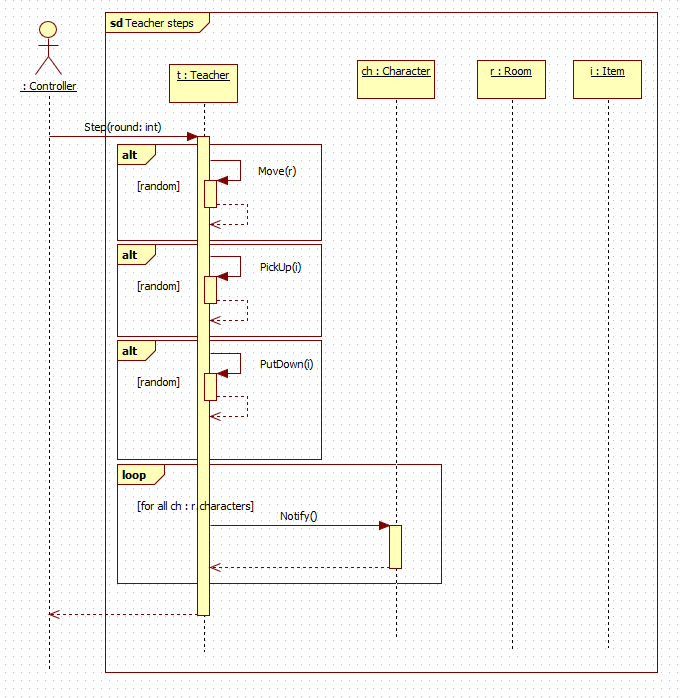 sd Teacher steps
: Controller
t : Teacher
ch : Character
r : Room
i : Item
Step(round: int)
alt
[random]
Move(r)
alt
[random]
PickUp(i)
alt
[random]
PutDown(i)
loop
[for all ch : r.characters]
Notify()